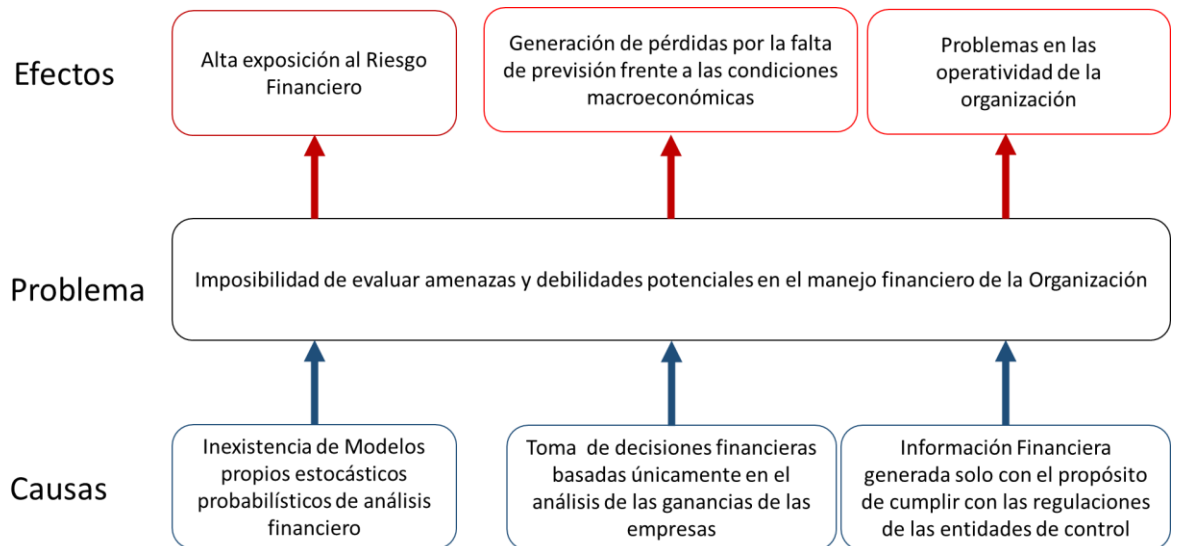 Efectos
Alta exposición al Riesgo
Financiero
Generación de pérdidas por la falta
de previsión frente a las condiciones
macroeconómicas
Problemas en las
operatividad de la
organización
Problema
Imposibilidad de evaluar amenazas y debilidades potenciales en el manejo financiero de la Organización
Causas
Inexistencia de Modelos
propios estocásticos
probabilísticos de análisis
financiero
Toma de decisiones financieras
basadas únicamente en el
análisis de las ganancias de las
empresas
Información Financiera
generada solo con el propósito
de cumplir con las regulaciones
de las entidades de control